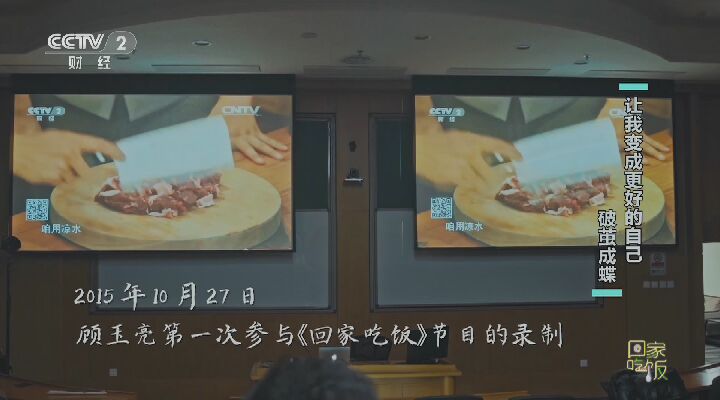 CCTV 2
财经
CCTV 2
财经
CNTV
咱用凉水
CCTV 2
财经
咱用凉水
让我变成更好的自己
破茧成蝶
2015年10月27日
顾玉亮第一次参与《回家吃饭》节目的录制
回家
吃饭